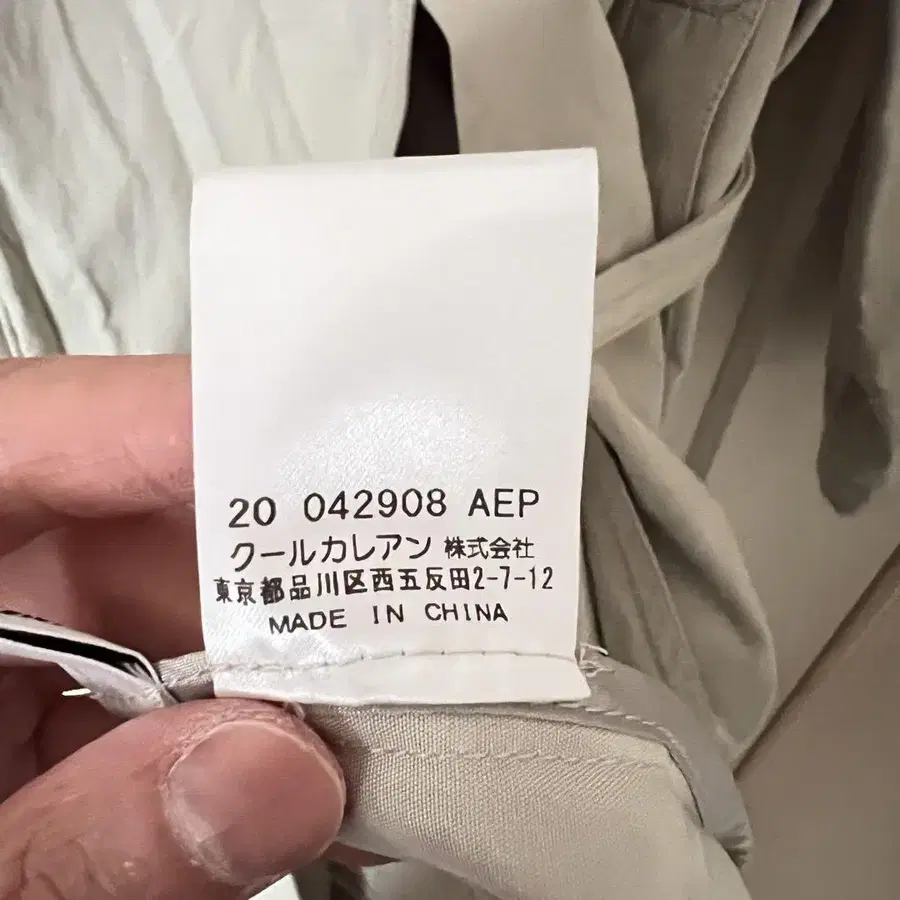 20 042908 AEP
クールカレアン 株式会社
東京都品川区西五反田2-7-12
MADE IN CHINA